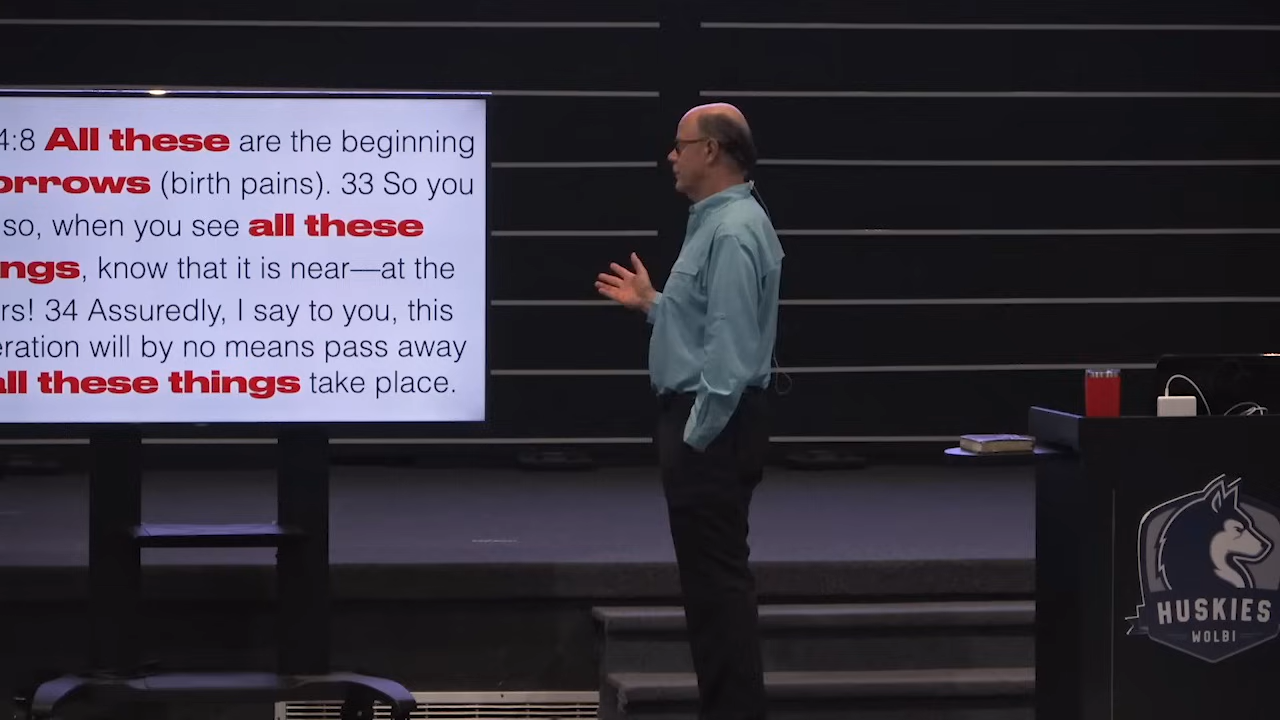 4:8 All these are the beginning
orrows (birth pains). 33 So you
so, when you see all these
ngs, know that it is near—at the
rs! 34 Assuredly, I say to you, this
eration will by no means pass away
all these things take place.
HUSKIES
WOLBI